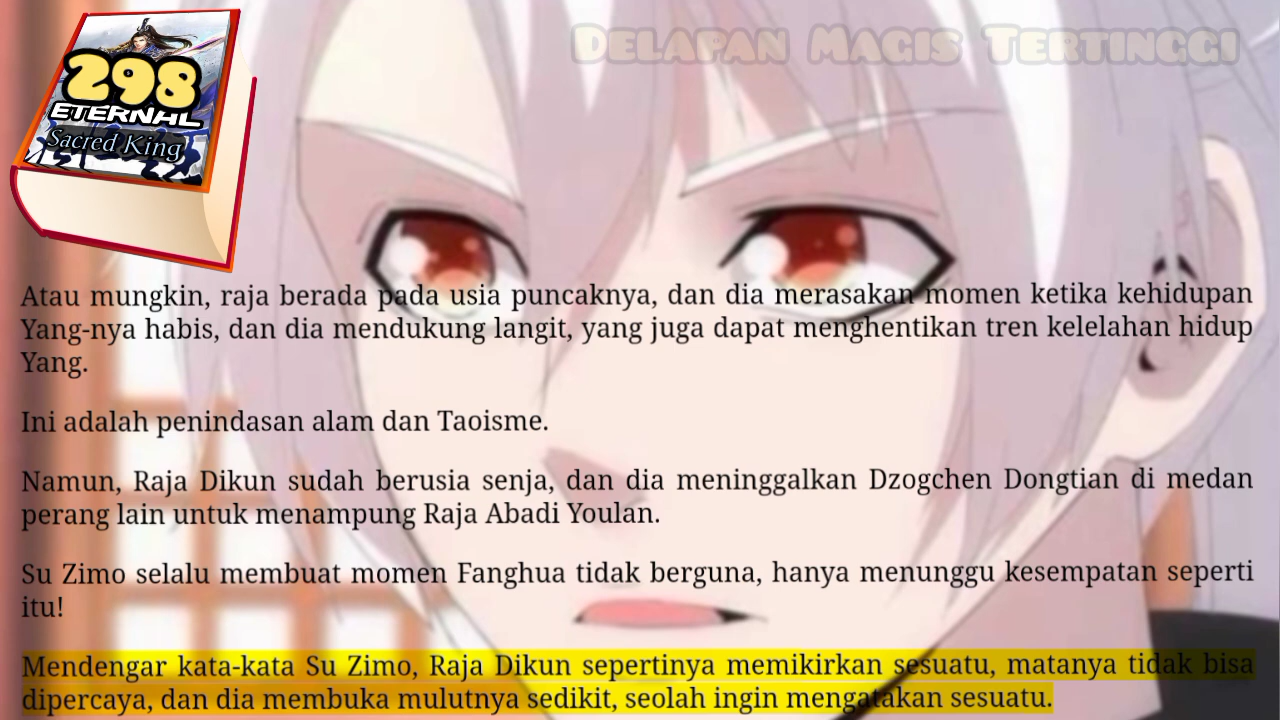 Delapan Magis Tertinggi
298
ETERNAL
Sacred King
Atau mungkin, raja berada pada usia puncaknya, dan dia merasakan momen ketika kehidupan
Yang-nya habis, dan dia mendukung langit, yang juga dapat menghentikan tren kelelahan hidup
Yang.
Ini adalah penindasan alam dan Taoisme.
Namun, Raja Dikun sudah berusia senja, dan dia meninggalkan Dzogchen Dongtian di medan
perang lain untuk menampung Raja Abadi Youlan.
Su Zimo selalu membuat momen Fanghua tidak berguna, hanya menunggu kesempatan seperti
itu!
Mendengar kata-kata Su Zimo, Raja Dikun sepertinya memikirkan sesuatu, matanya tidak bisa
dipercaya, dan dia membuka mulutnya sedikit, seolah ingin mengatakan sesuatu.